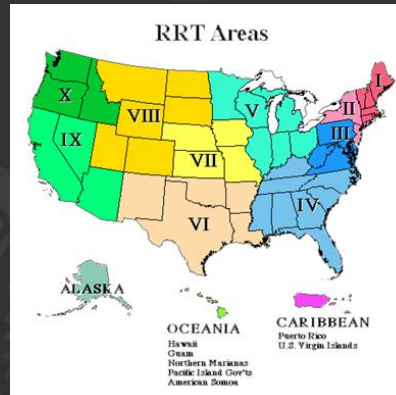 RRT Areas
I
X
II
V
VIII
III
IX
VII
IV
VI
ALASKA
OCEANIA
Hawaii
Guam
Northern Marianas
Pacific Island Gov'ts
American Somoa
CARIBBEAN
Puerto Rico
U.S. Virgin Islands